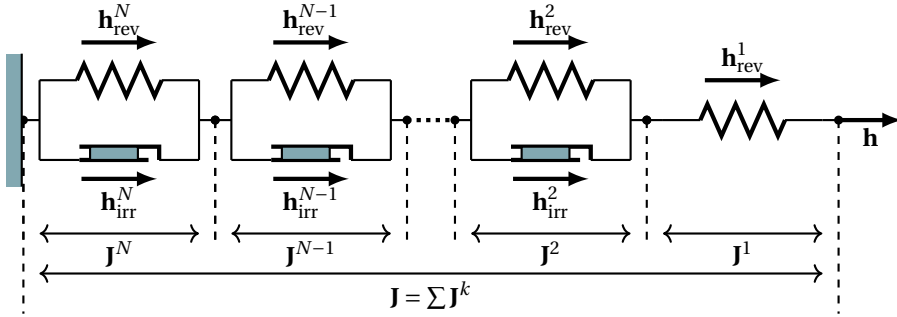 h_rev^N h_rev^{N−1} h_rev^2 h_rev^1
h
h_irr^N h_irr^{N−1} h_irr^2
J^N J^{N−1} J^2 J^1
J = ∑ J^k